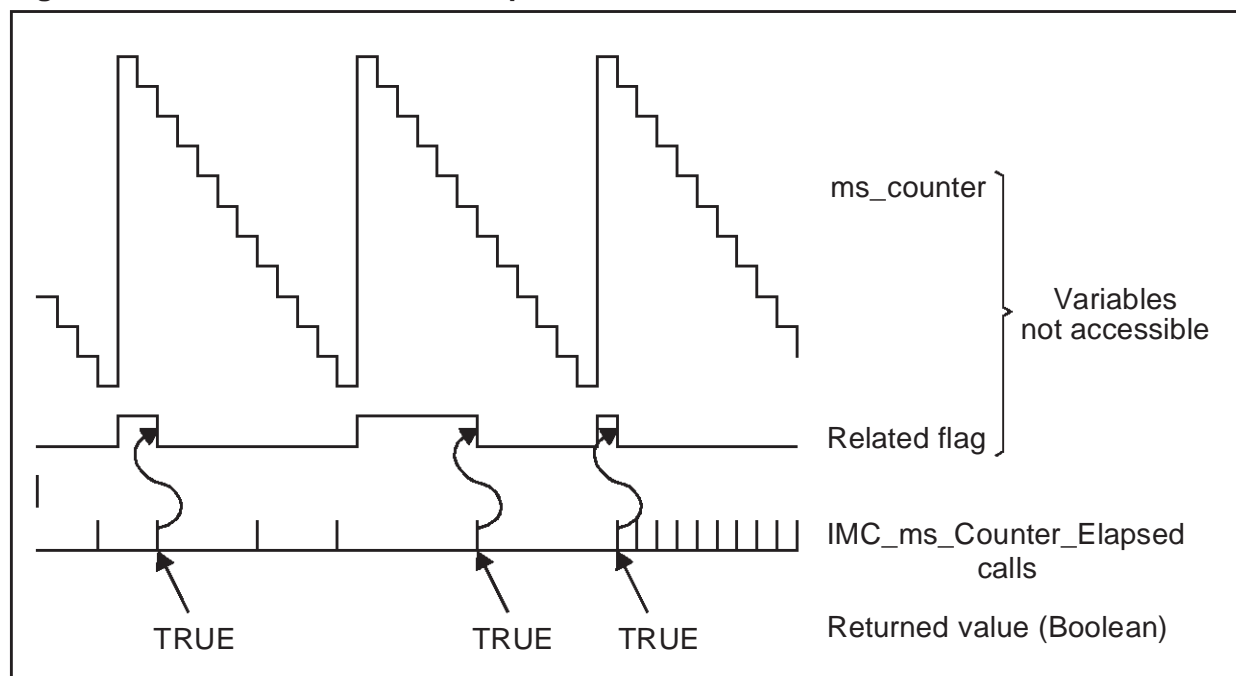 ms_counter
Variables
not accessible
Related flag
IMC_ms_Counter_Elapsed
calls
TRUE
TRUE
TRUE
Returned value (Boolean)